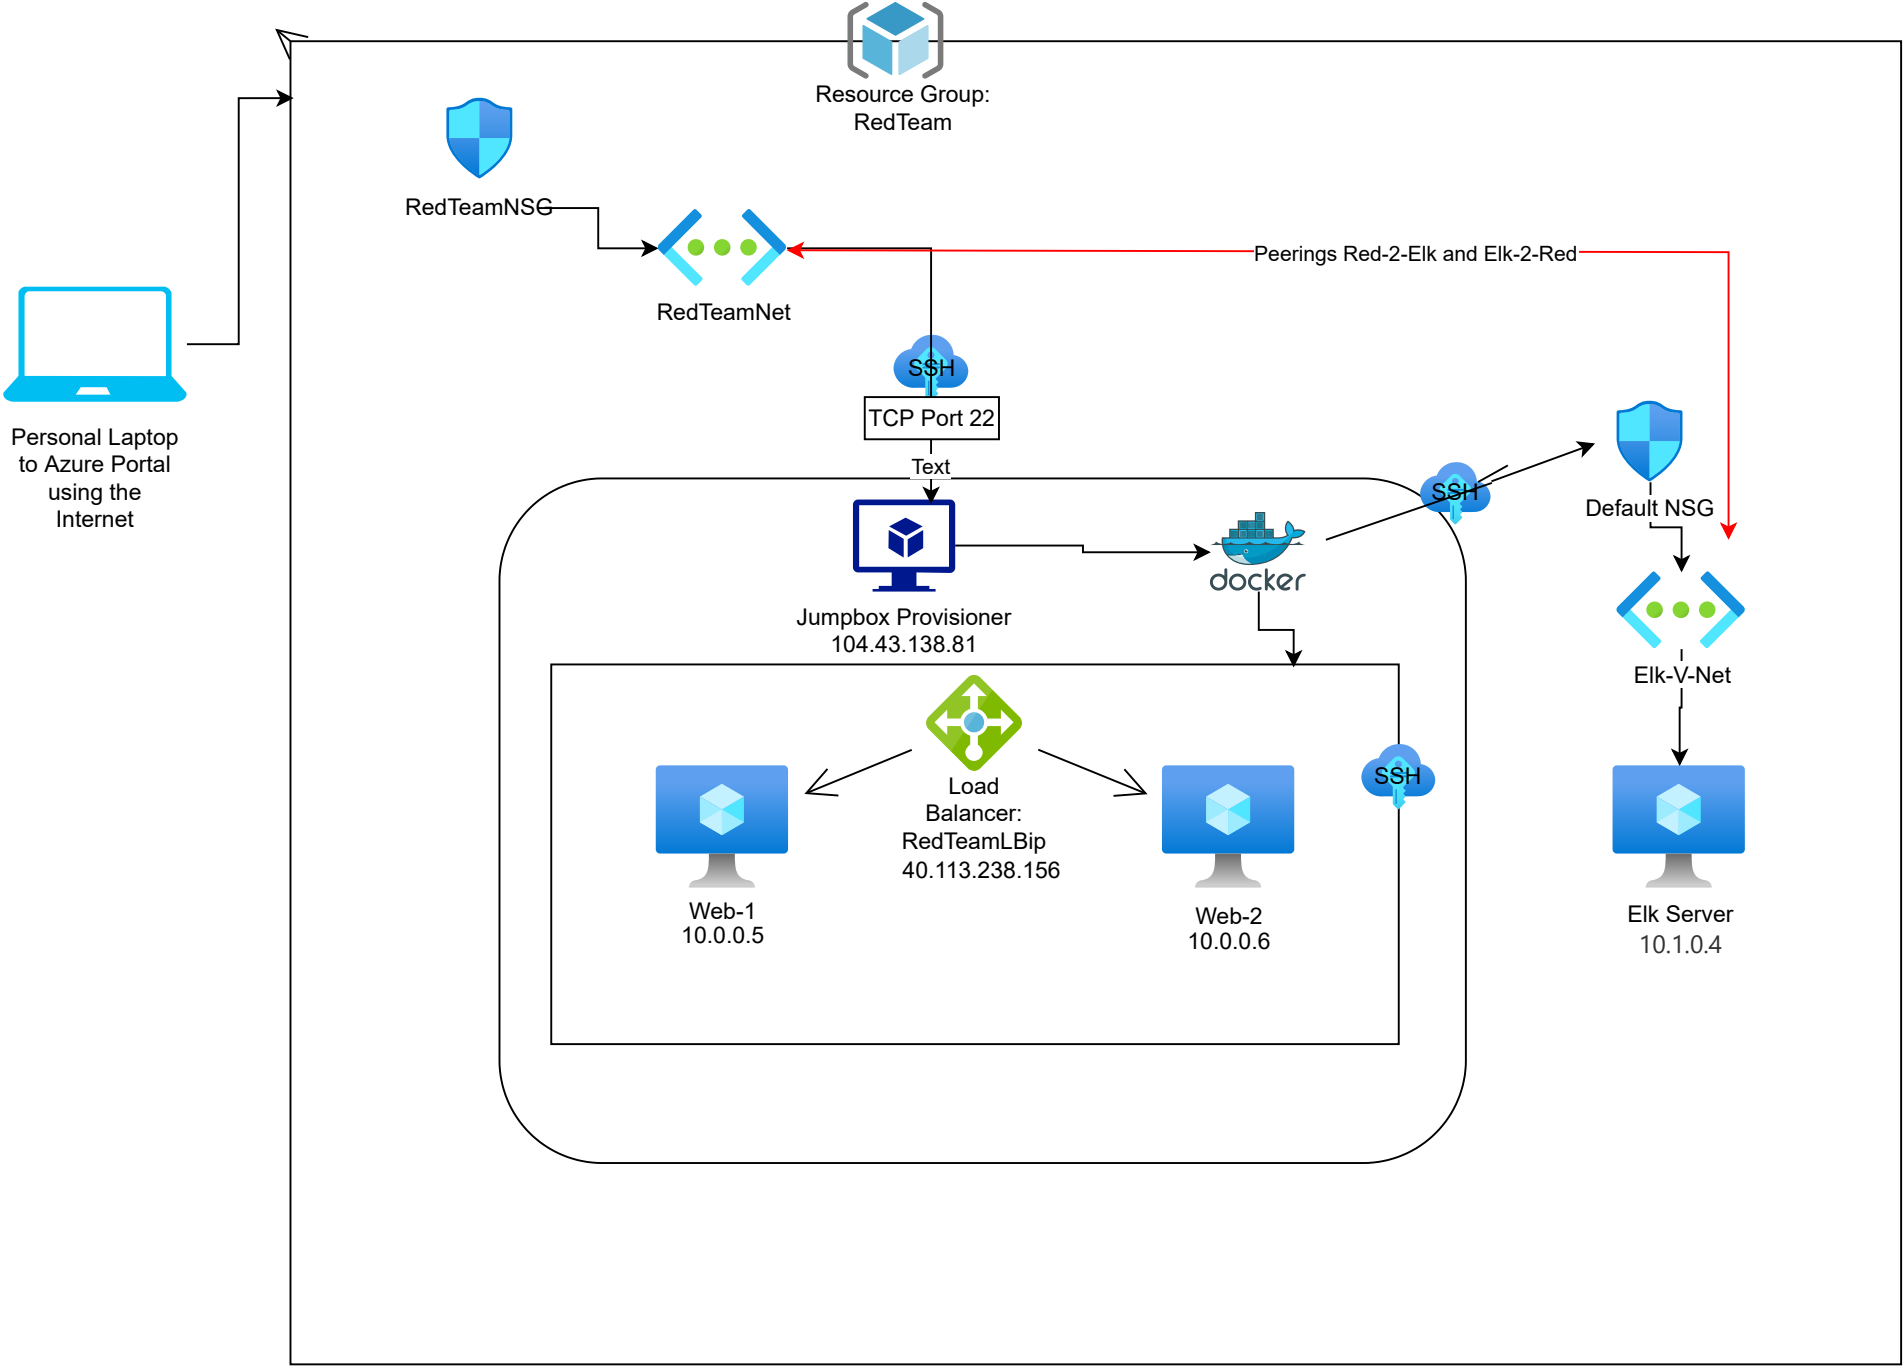 Resource Group:
RedTeam
RedTeamNSG
Peerings Red-2-Elk and Elk-2-Red
RedTeamNet
SSH
TCP Port 22
Text
Personal Laptop
to Azure Portal
using the
Internet
SSH
Default NSG
docker
Jumpbox Provisioner
104.43.138.81
Elk-V-Net
SSH
Load
Balancer:
RedTeamLBip
40.113.238.156
Web-1
10.0.0.5
Web-2
10.0.0.6
Elk Server
10.1.0.4